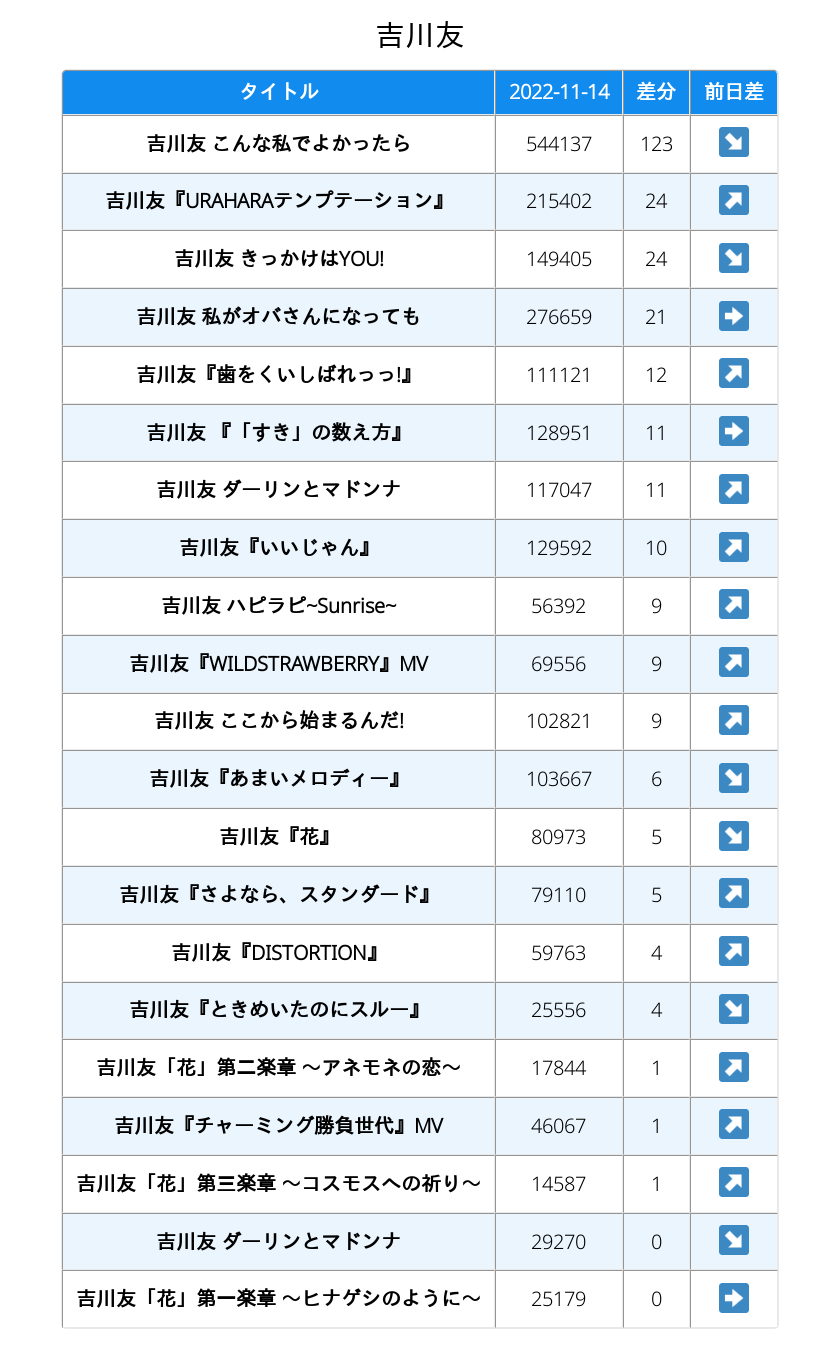 吉川友
タイトル 2022-11-14 差分 前日差
吉川友 こんな私でよかったら 544137 123 ↘
吉川友『URAHARAテンプテーション』 215402 24 ↗
吉川友 きっかけはYOU! 149405 24 ↘
吉川友 私がオバさんになっても 276659 21 ➡
吉川友『歯をくいしばれっっ!』 111121 12 ↗
吉川友 『「すき」の数え方』 128951 11 ➡
吉川友 ダーリンとマドンナ 117047 11 ↗
吉川友『いいじゃん』 129592 10 ↗
吉川友 ハピラピ~Sunrise~ 56392 9 ↗
吉川友『WILDSTRAWBERRY』MV 69556 9 ↗
吉川友 ここから始まるんだ! 102821 9 ↗
吉川友『あまいメロディー』 103667 6 ↘
吉川友『花』 80973 5 ↘
吉川友『さよなら、スタンダード』 79110 5 ↗
吉川友『DISTORTION』 59763 4 ↗
吉川友『ときめいたのにスルー』 25556 4 ↘
吉川友「花」第二楽章 ～アネモネの恋～ 17844 1 ↗
吉川友『チャーミング勝負世代』MV 46067 1 ↗
吉川友「花」第三楽章 ～コスモスへの祈り～ 14587 1 ↗
吉川友 ダーリンとマドンナ 29270 0 ↘
吉川友「花」第一楽章 ～ヒナゲシのように～ 25179 0 ➡